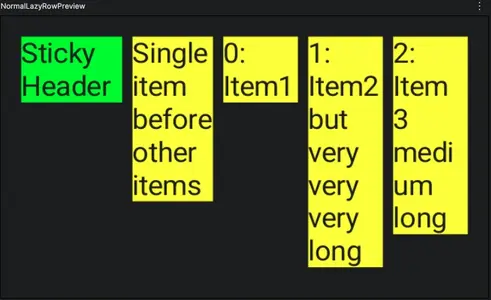 NormalLazyRowPreview
Sticky
Header
Single
item
before
other
items
0:
Item1
1:
Item2
but
very
very
very
long
2:
Item
3
medi
um
long